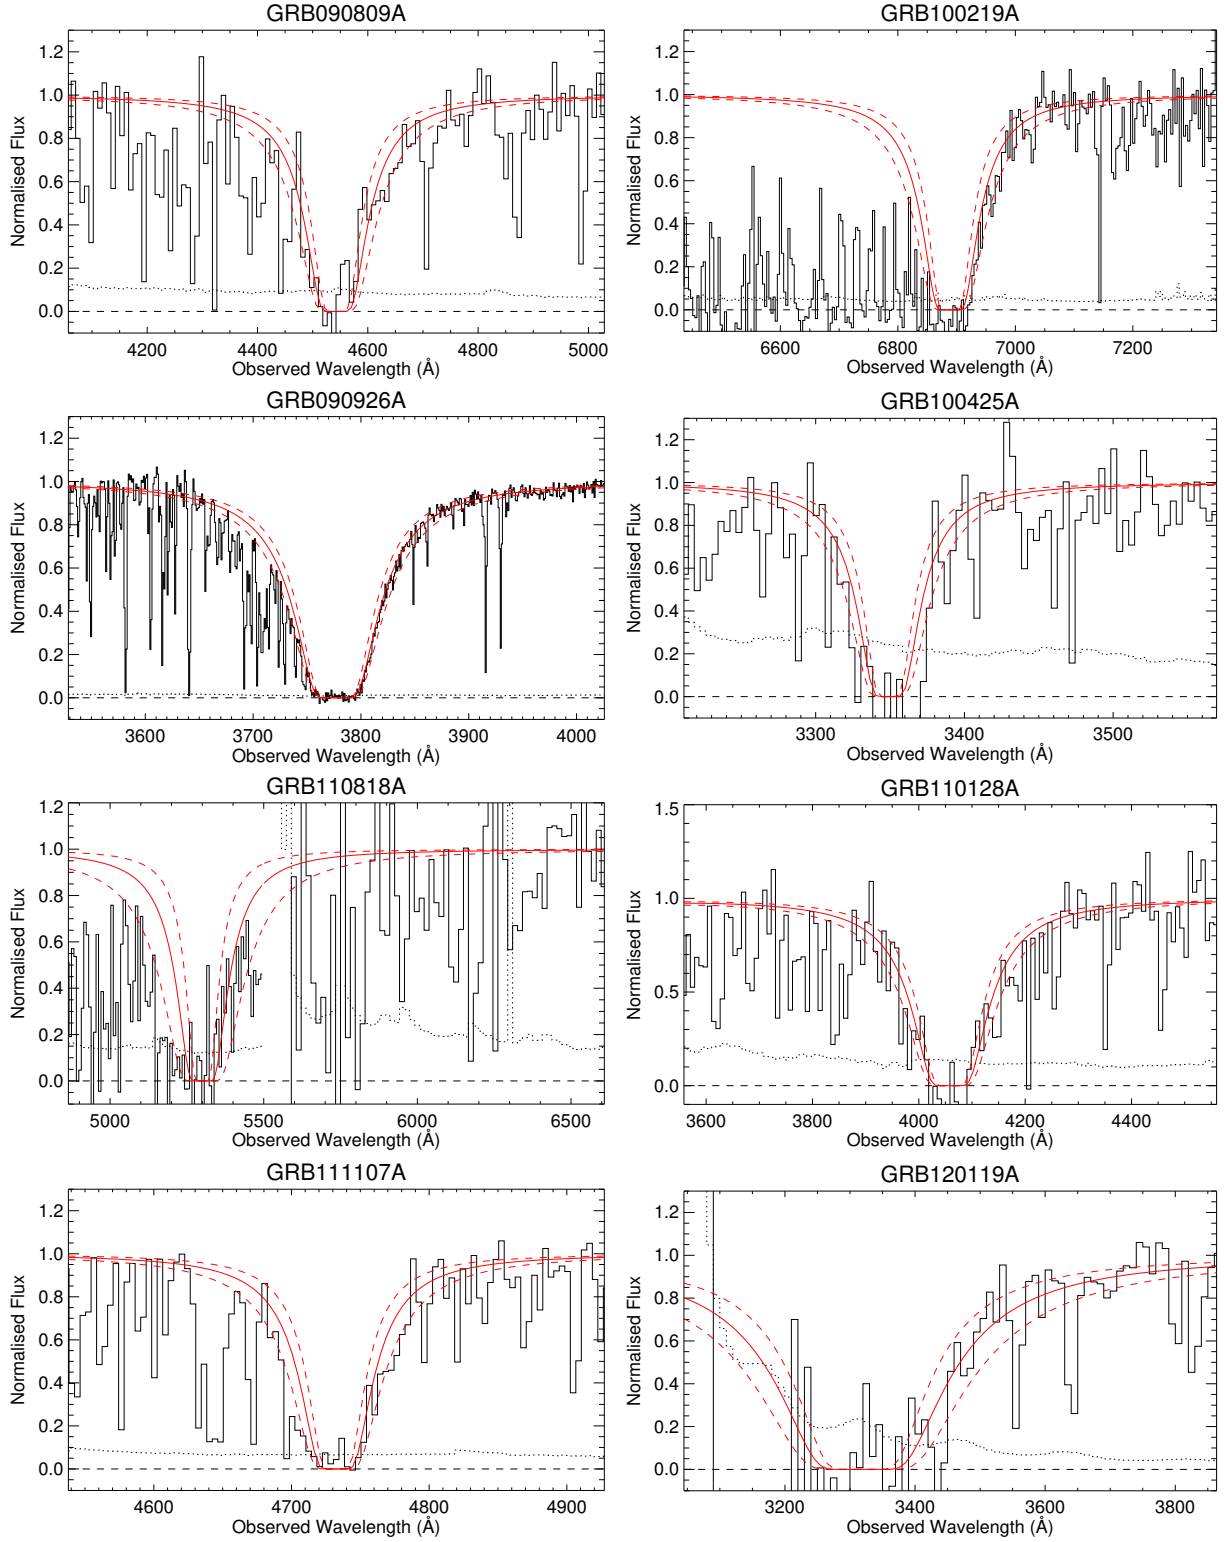 GRB090809A
1.2
1.0
0.8
0.6
0.4
0.2
0.0
Normalised Flux
4200 4400 4600 4800 5000
Observed Wavelength (Å)
GRB100219A
1.2
1.0
0.8
0.6
0.4
0.2
0.0
Normalised Flux
6600 6800 7000 7200
Observed Wavelength (Å)
GRB090926A
1.2
1.0
0.8
0.6
0.4
0.2
0.0
Normalised Flux
3600 3700 3800 3900 4000
Observed Wavelength (Å)
GRB100425A
1.2
1.0
0.8
0.6
0.4
0.2
0.0
Normalised Flux
3300 3400 3500
Observed Wavelength (Å)
GRB110818A
1.2
1.0
0.8
0.6
0.4
0.2
0.0
Normalised Flux
5000 5500 6000 6500
Observed Wavelength (Å)
GRB110128A
1.5
1.0
0.5
0.0
Normalised Flux
3600 3800 4000 4200 4400
Observed Wavelength (Å)
GRB111107A
1.2
1.0
0.8
0.6
0.4
0.2
0.0
Normalised Flux
4600 4700 4800 4900
Observed Wavelength (Å)
GRB120119A
1.2
1.0
0.8
0.6
0.4
0.2
0.0
Normalised Flux
3200 3400 3600 3800
Observed Wavelength (Å)